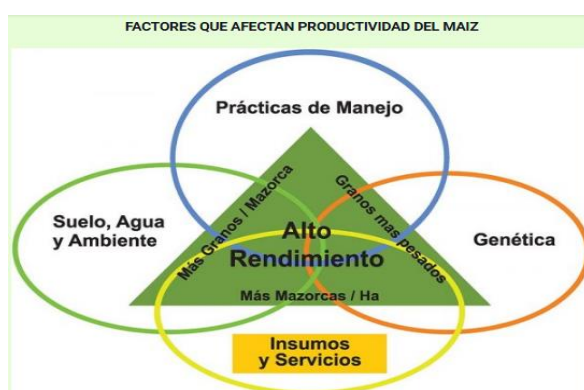 FACTORES QUE AFECTAN PRODUCTIVIDAD DEL MAIZ
Prácticas de Manejo
Suelo, Agua
y Ambiente
Más Granos / Mazorca
Granos mas pesados
Genética
Alto
Rendimiento
Más Mazorcas / Ha
Insumos
y Servicios